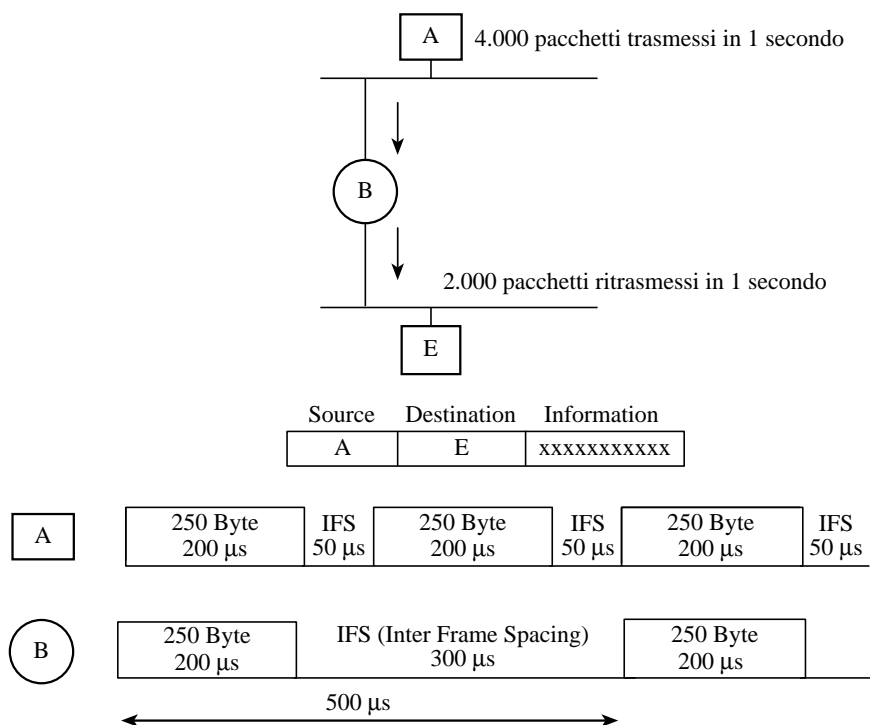 A 4.000 pacchetti trasmessi in 1 secondo
B
2.000 pacchetti ritrasmessi in 1 secondo
E
Source Destination Information
A E xxxxxxxxxxx
A 250 Byte IFS 250 Byte IFS 250 Byte IFS
200 μs 50 μs 200 μs 50 μs 200 μs 50 μs
B 250 Byte IFS (Inter Frame Spacing) 250 Byte
200 μs 300 μs 200 μs
500 μs